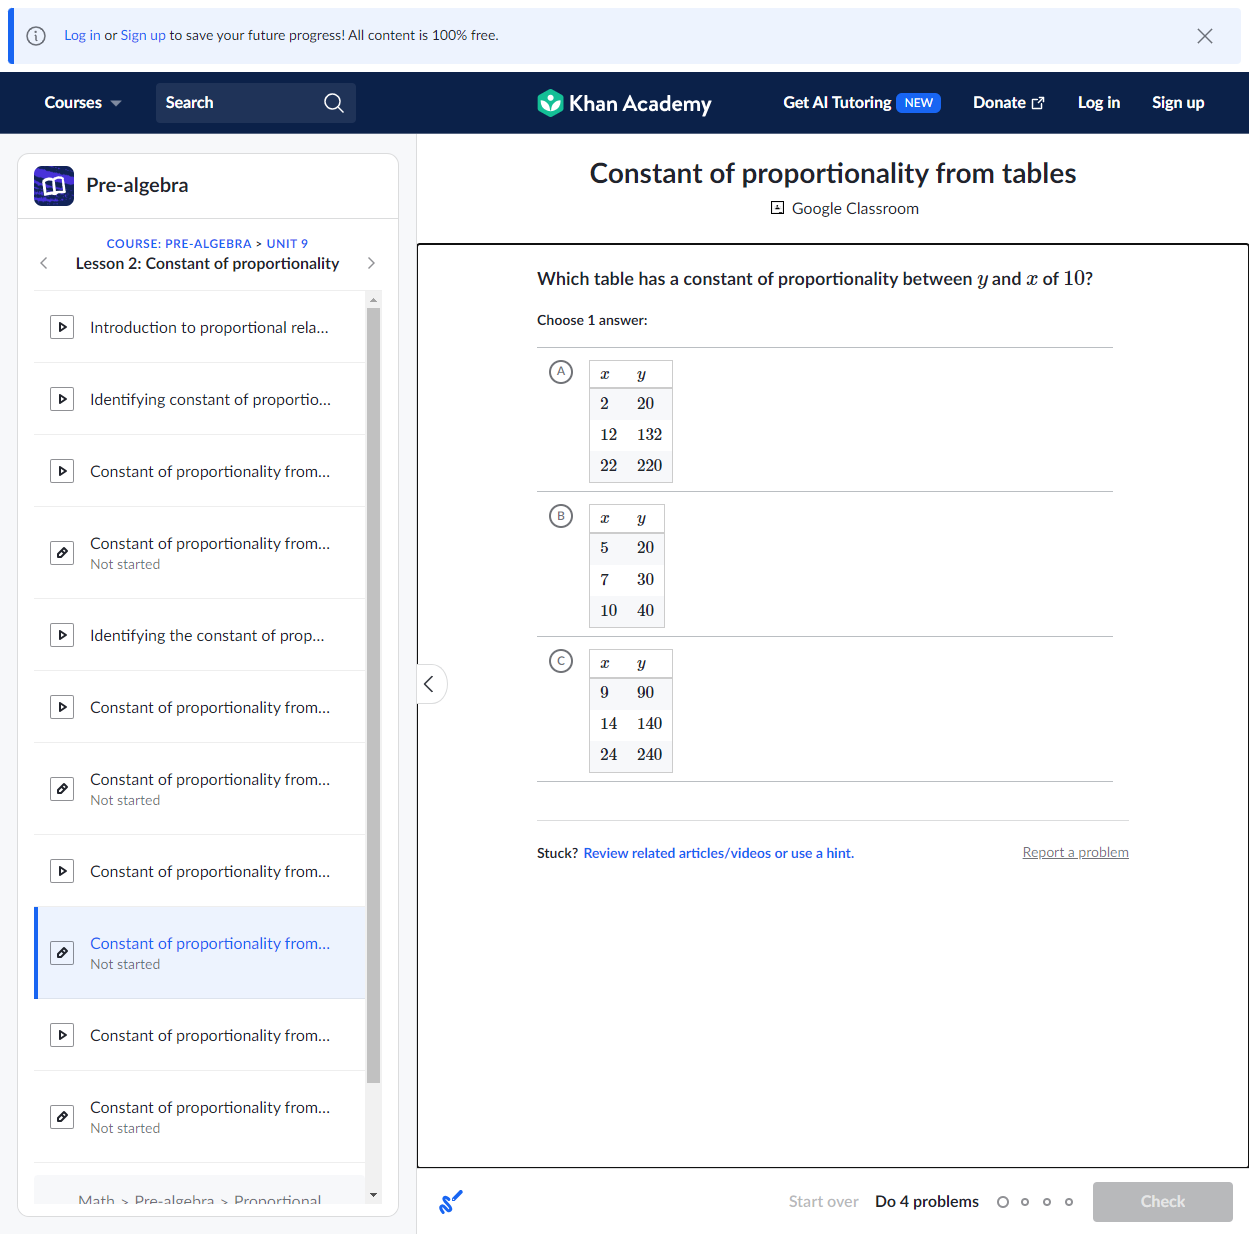 Log in or Sign up to save your future progress! All content is 100% free.
Courses
Search
Khan Academy
Get AI Tutoring NEW
Donate
Log in
Sign up
Pre-algebra
COURSE: PRE-ALGEBRA > UNIT 9
Lesson 2: Constant of proportionality
Introduction to proportional rela...
Identifying constant of proportio...
Constant of proportionality from...
Constant of proportionality from...
Not started
Identifying the constant of prop...
Constant of proportionality from...
Constant of proportionality from...
Not started
Constant of proportionality from...
Constant of proportionality from...
Not started
Constant of proportionality from...
Constant of proportionality from...
Not started
Math > Pre-algebra > Proportional
Constant of proportionality from tables
Google Classroom
Which table has a constant of proportionality between y and x of 10?
Choose 1 answer:
A
x y
2 20
12 132
22 220
B
x y
5 20
7 30
10 40
C
x y
9 90
14 140
24 240
Stuck? Review related articles/videos or use a hint.
Report a problem
Start over
Do 4 problems
Check